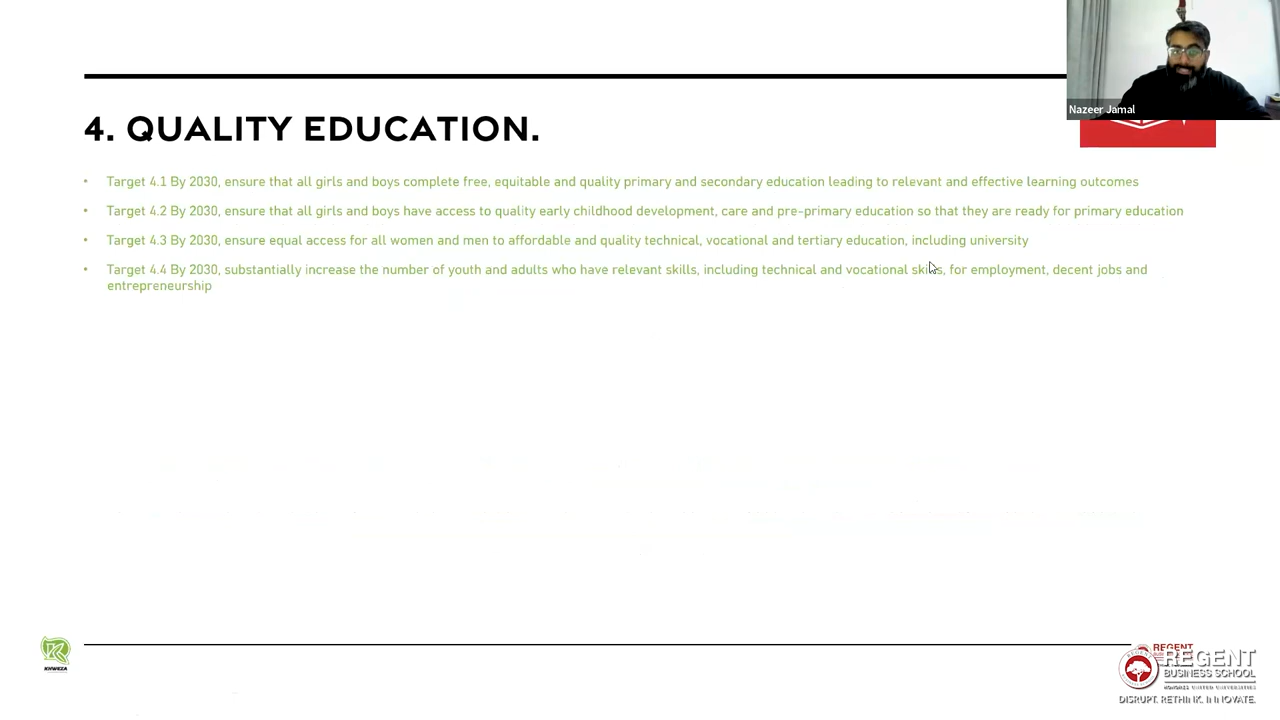 Nazeer Jamal
4. QUALITY EDUCATION.
• Target 4.1 By 2030, ensure that all girls and boys complete free, equitable and quality primary and secondary education leading to relevant and effective learning outcomes
• Target 4.2 By 2030, ensure that all girls and boys have access to quality early childhood development, care and pre-primary education so that they are ready for primary education
• Target 4.3 By 2030, ensure equal access for all women and men to affordable and quality technical, vocational and tertiary education, including university
• Target 4.4 By 2030, substantially increase the number of youth and adults who have relevant skills, including technical and vocational skills, for employment, decent jobs and
entrepreneurship
KHWEZA
REGENT
REGENT
BUSINESS SCHOOL
HONORIS UNITED UNIVERSITIES
DISRUPT. RETHINK. INNOVATE.